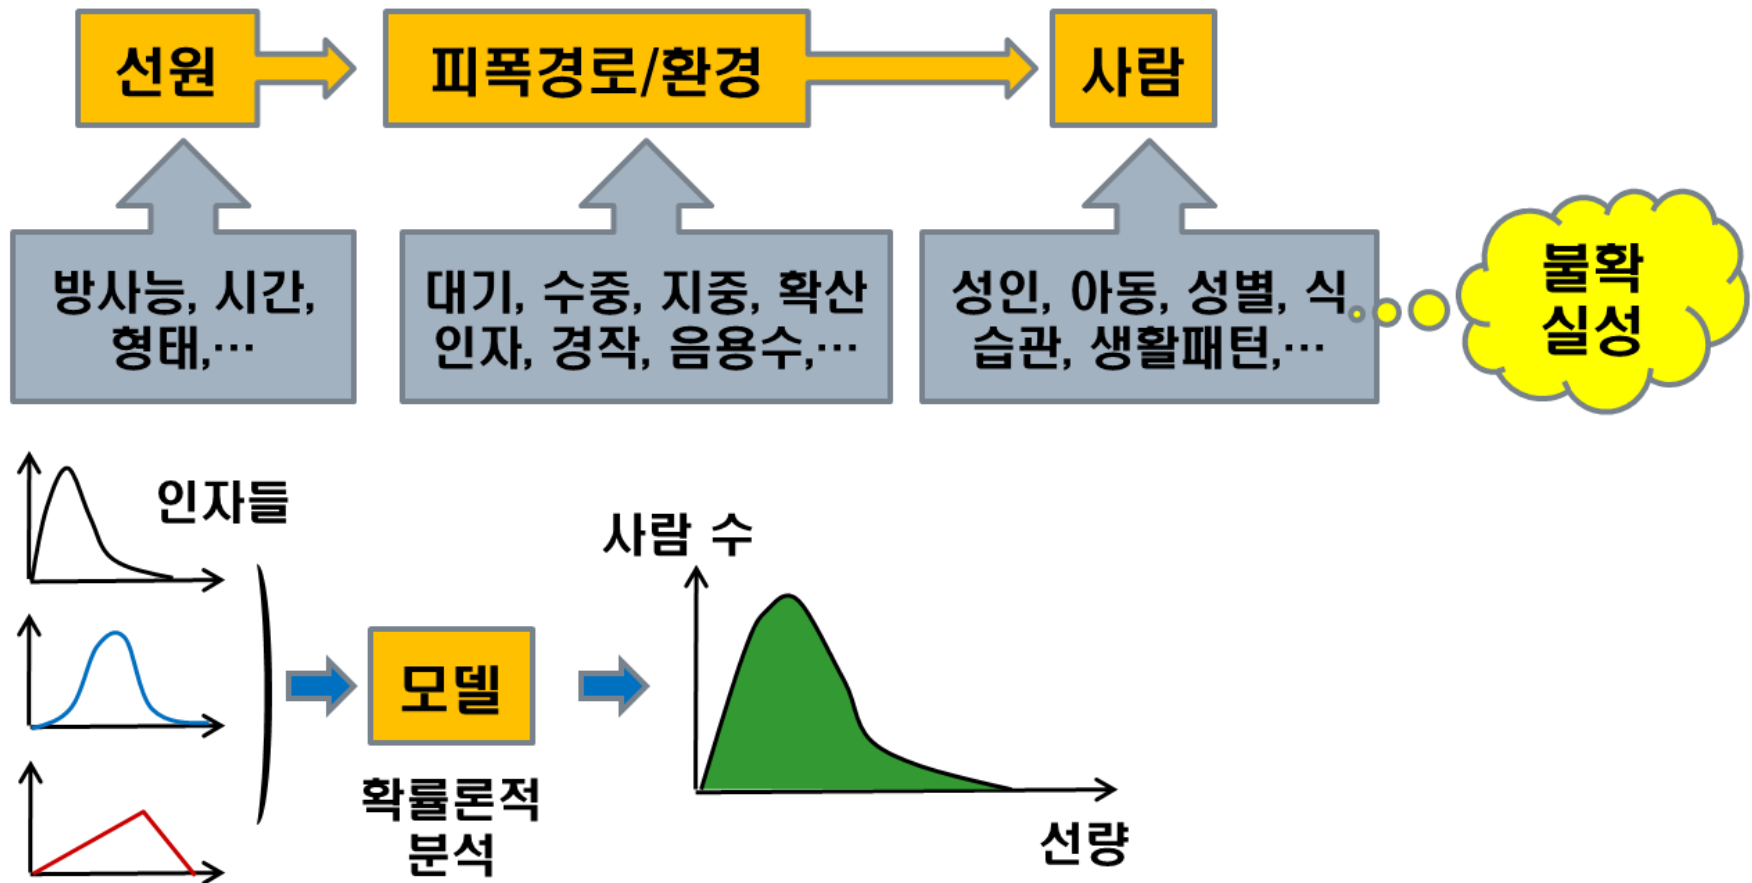 선원
피폭경로/환경
사람
방사능, 시간,
형태,…
대기, 수중, 지중, 확산
인자, 경작, 음용수,…
성인, 아동, 성별, 식
습관, 생활패턴,…
불확
실성
인자들
사람 수
모델
확률론적
분석
선량